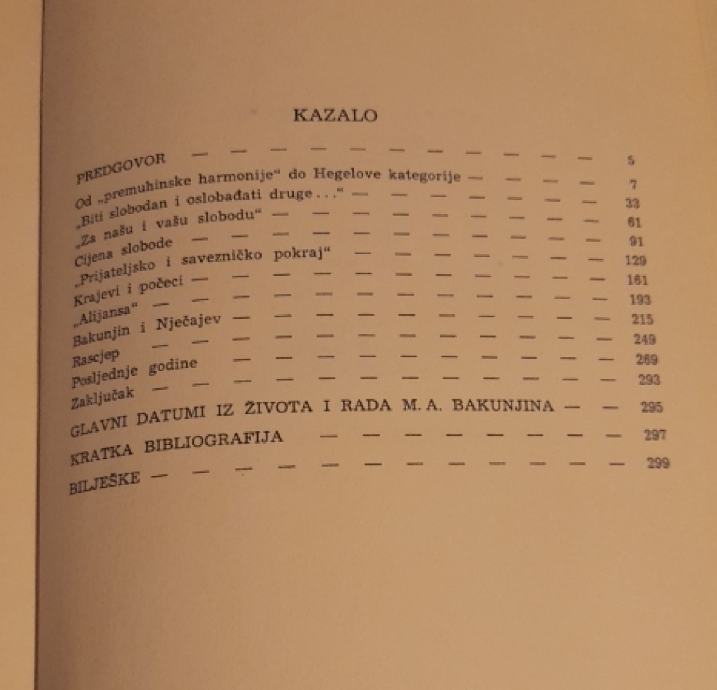 KAZALO
PREDGOVOR — — — — — — — — — — — 5
Od „premuhinske harmonije“ do Hegelove kategorije — — — — 7
„Biti slobodan i oslobađati druge...“ — — — — — — — 33
„Za našu i vašu slobodu“ — — — — — — — — — 61
Cijena slobode — — — — — — — — — — — 91
„Prijateljsko i savezničko pokraj“ — — — — — — — 129
Krajevi i počeci — — — — — — — — — — — 161
„Alijansa“ — — — — — — — — — — — — 193
Bakunjin i Nječajev — — — — — — — — — — 215
Rascjep — — — — — — — — — — — — 249
Posljednje godine — — — — — — — — — — 269
Zaključak — — — — — — — — — — — — 293
GLAVNI DATUMI IZ ŽIVOTA I RADA M. A. BAKUNJINA — — 295
KRATKA BIBLIOGRAFIJA — — — — — — — — 297
BILJEŠKE — — — — — — — — — — — — 299